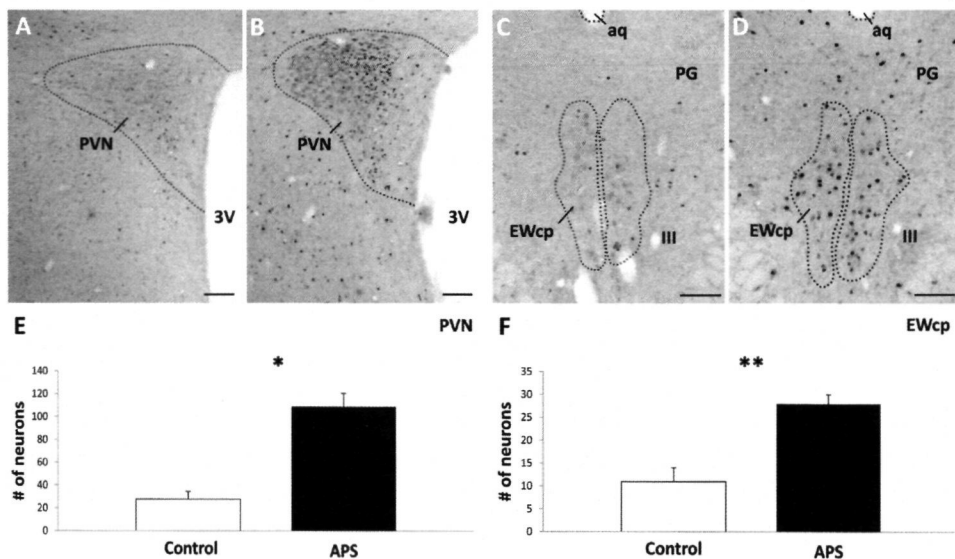 A
B
C
D
aq
aq
PG
PG
PVN
PVN
3V
3V
EWcp
EWcp
III
III
E
PVN
*
# of neurons
140
120
100
80
60
40
20
0
Control
APS
F
EWcp
**
# of neurons
35
30
25
20
15
10
5
0
Control
APS